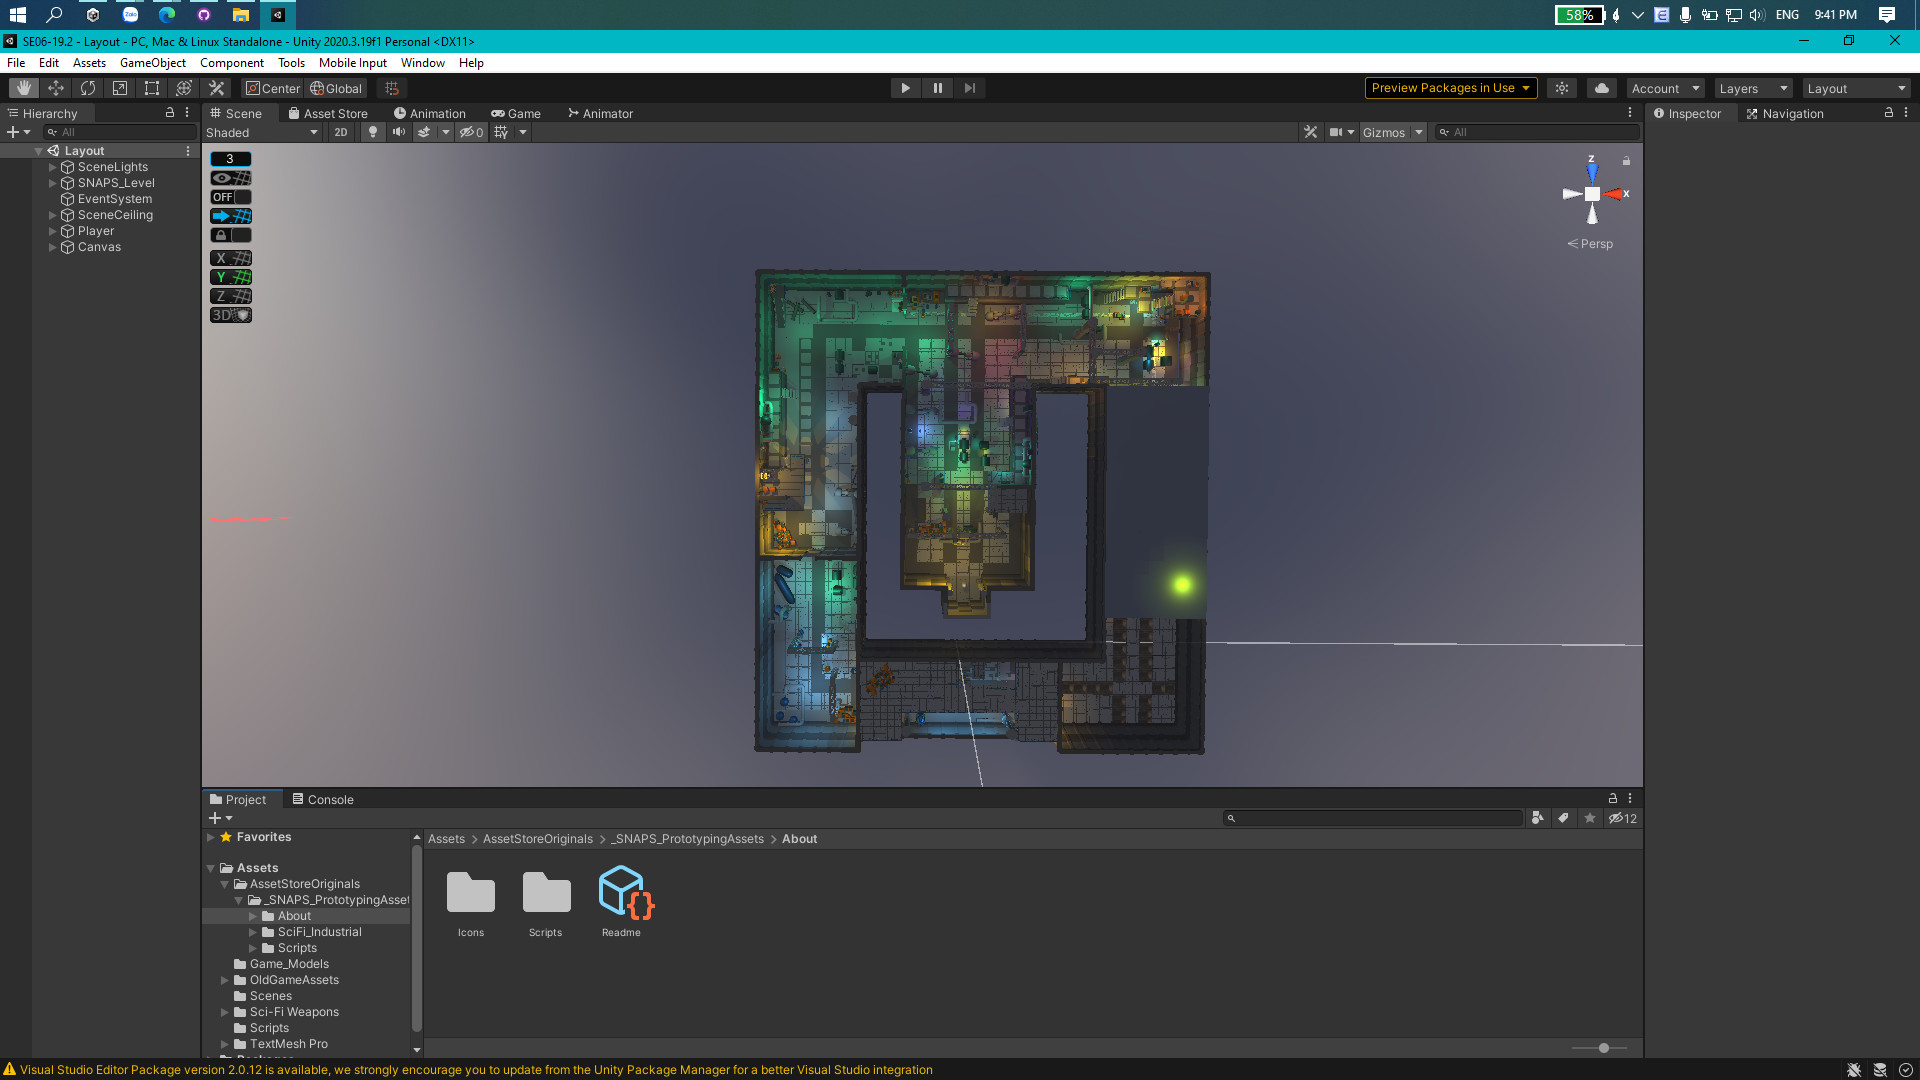 58%
ENG
9:41 PM
SE06-19.2 - Layout - PC, Mac & Linux Standalone - Unity 2020.3.19f1 Personal <DX11>
File Edit Assets GameObject Component Tools Mobile Input Window Help
Center Global
Preview Packages in Use
Account Layers Layout
Hierarchy
Scene Asset Store Animation Game Animator
Inspector Navigation
All
Shaded 2D 0 Gizmos All
Layout
SceneLights
SNAPS_Level
EventSystem
SceneCeiling
Player
Canvas
3
OFF
X
Y
Z
3D
z
x
Persp
Project Console
12
Favorites
Assets
AssetStoreOriginals
_SNAPS_PrototypingAsset
About
SciFi_Industrial
Scripts
Game_Models
OldGameAssets
Scenes
Sci-Fi Weapons
Scripts
TextMesh Pro
Assets > AssetStoreOriginals > _SNAPS_PrototypingAssets > About
Icons Scripts Readme
Visual Studio Editor Package version 2.0.12 is available, we strongly encourage you to update from the Unity Package Manager for a better Visual Studio integration